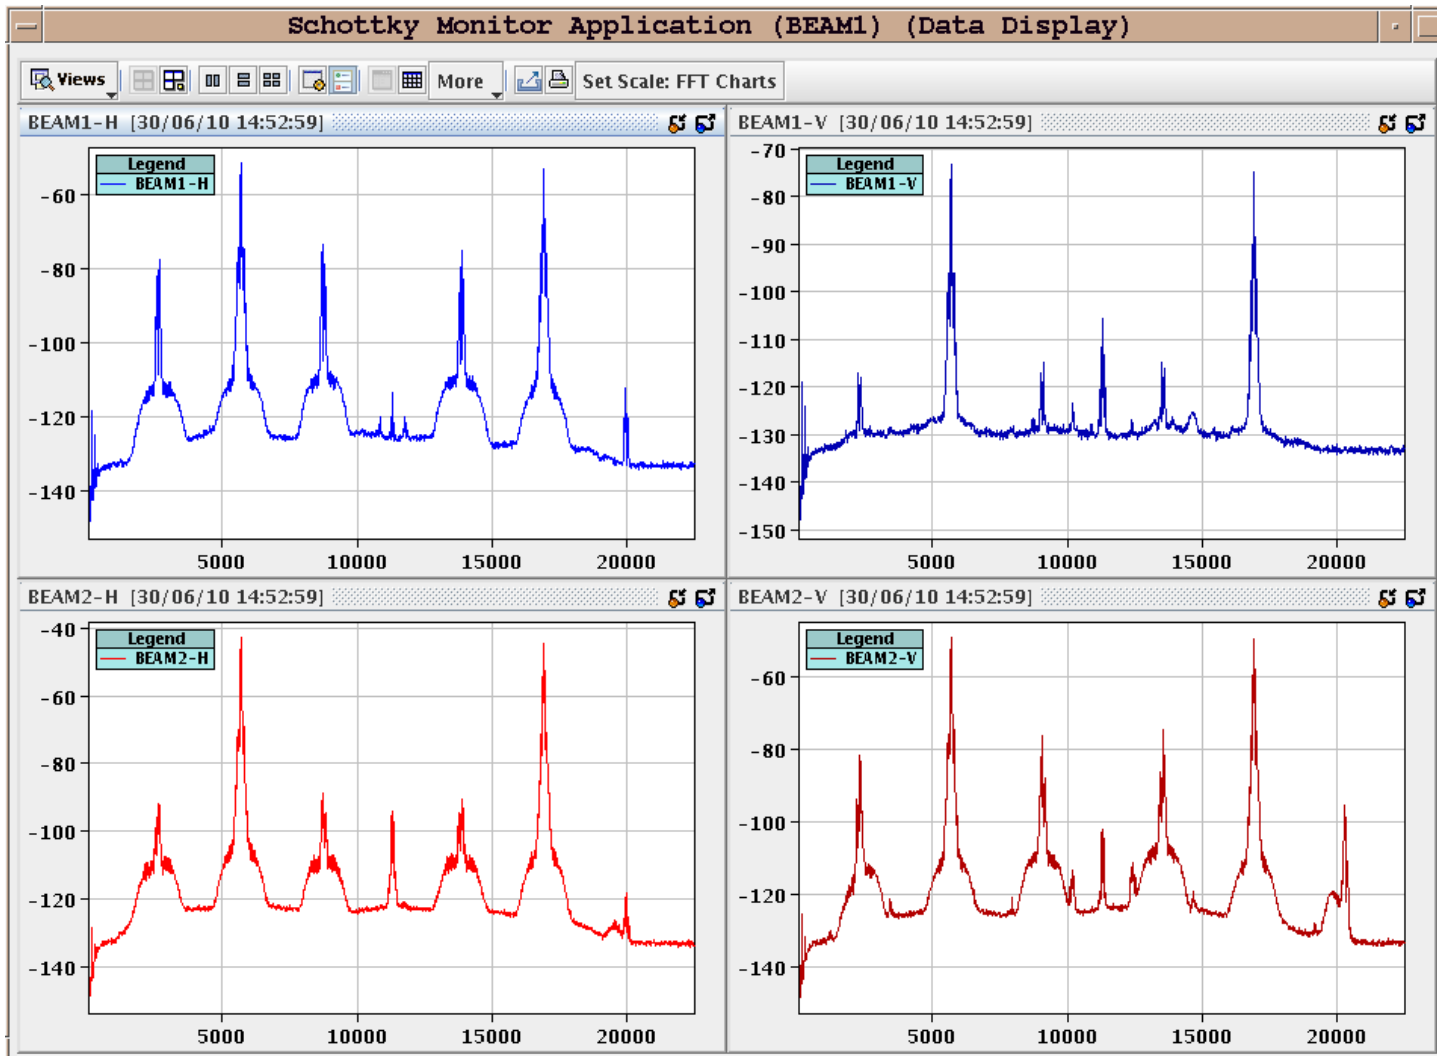 Schottky Monitor Application (BEAM1) (Data Display)
Views More Set Scale: FFT Charts
BEAM1-H [30/06/10 14:52:59]
Legend
BEAM1-H
-60
-80
-100
-120
-140
5000 10000 15000 20000
BEAM1-V [30/06/10 14:52:59]
Legend
BEAM1-V
-70
-80
-90
-100
-110
-120
-130
-140
-150
5000 10000 15000 20000
BEAM2-H [30/06/10 14:52:59]
Legend
BEAM2-H
-40
-60
-80
-100
-120
-140
5000 10000 15000 20000
BEAM2-V [30/06/10 14:52:59]
Legend
BEAM2-V
-60
-80
-100
-120
-140
5000 10000 15000 20000